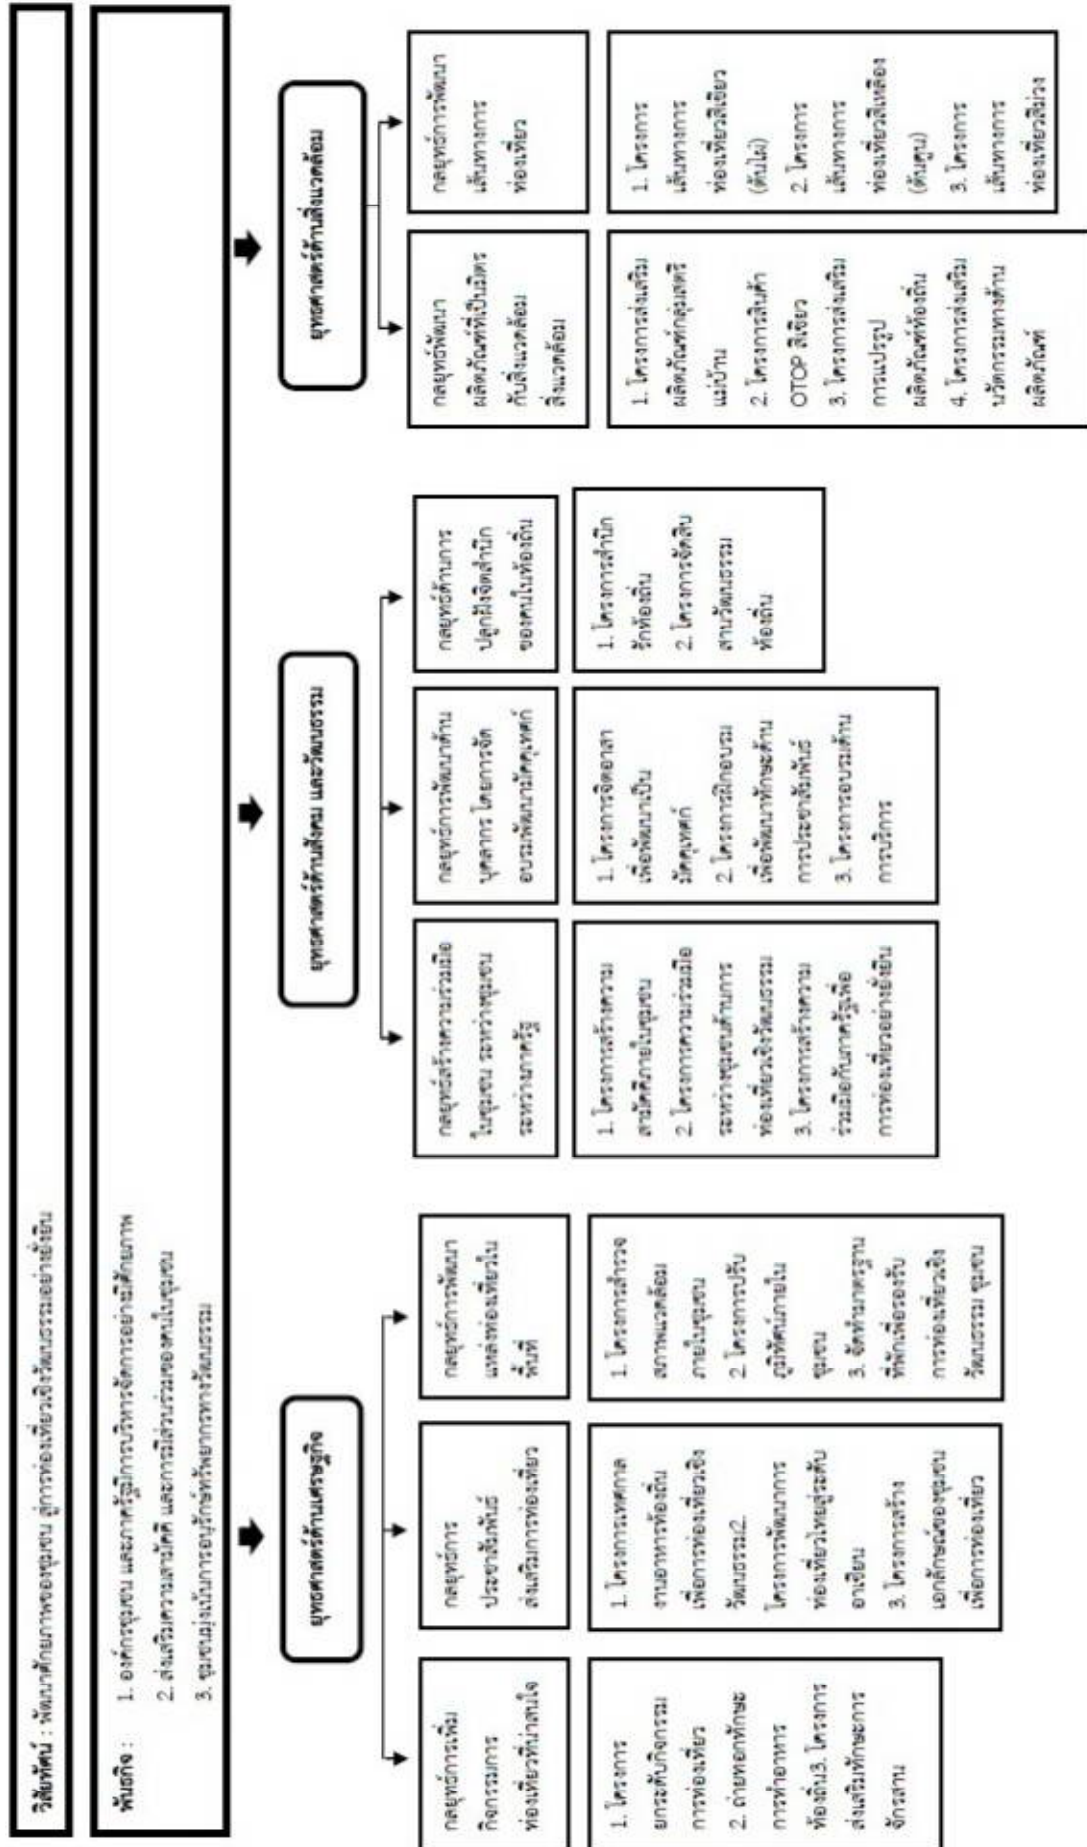 วิสัยทัศน์ : พัฒนาศักยภาพของชุมชน สู่การท่องเที่ยวเชิงวัฒนธรรมอย่างยั่งยืน
พันธกิจ : 1. องค์กรชุมชน และภาครัฐมีการบริหารจัดการอย่างมีศักยภาพ
2. ส่งเสริมความสามัคคี และการมีส่วนร่วมของคนในชุมชน
3. ชุมชนมุ่งเน้นการอนุรักษ์ทรัพยากรทางวัฒนธรรม
ยุทธศาสตร์ด้านเศรษฐกิจ
กลยุทธ์การเพิ่ม
กิจกรรมการ
ท่องเที่ยวที่น่าสนใจ
1. โครงการ
ยกระดับกิจกรรม
การท่องเที่ยว
2. ถ่ายทอดทักษะ
การทำอาหาร
ท้องถิ่น3. โครงการ
ส่งเสริมทักษะการ
จักรสาน
กลยุทธ์การ
ประชาสัมพันธ์
ส่งเสริมการท่องเที่ยว
1. โครงการเทศกาล
งานอาหารท้องถิ่น
เพื่อการท่องเที่ยวเชิง
วัฒนธรรม2.
โครงการพัฒนาการ
ท่องเที่ยวไทยสู่ระดับ
อาเซียน
3. โครงการสร้าง
เอกลักษณ์ของชุมชน
เพื่อการท่องเที่ยว
กลยุทธ์การพัฒนา
แหล่งท่องเที่ยวใน
พื้นที่
1. โครงการสำรวจ
สภาพแวดล้อม
ภายในชุมชน
2. โครงการปรับ
ภูมิทัศน์ภายใน
ชุมชน
3. จัดทำมาตรฐาน
ที่พักเพื่อรองรับ
การท่องเที่ยวเชิง
วัฒนธรรม ชุมชน
ยุทธศาสตร์ด้านสังคม และวัฒนธรรม
กลยุทธ์สร้างความร่วมมือ
ในชุมชน ระหว่างชุมชน
ระหว่างภาครัฐ
1. โครงการสร้างความ
สามัคคีภายในชุมชน
2. โครงการความร่วมมือ
ระหว่างชุมชนด้านการ
ท่องเที่ยวเชิงวัฒนธรรม
3. โครงการสร้างความ
ร่วมมือกับภาครัฐเพื่อ
การท่องเที่ยวอย่างยั่งยืน
กลยุทธ์การพัฒนาด้าน
บุคลากร โดยการจัด
อบรมพัฒนามัคคุเทศก์
1. โครงการจิตอาสา
เพื่อพัฒนาเป็น
มัคคุเทศก์
2. โครงการฝึกอบรม
เพื่อพัฒนาทักษะด้าน
การประชาสัมพันธ์
3. โครงการอบรมด้าน
การบริการ
กลยุทธ์ด้านการ
ปลูกฝังจิตสำนึก
ของคนในท้องถิ่น
1. โครงการสำนึก
รักท้องถิ่น
2. โครงการจัดสืบ
สานวัฒนธรรม
ท้องถิ่น
ยุทธศาสตร์ด้านสิ่งแวดล้อม
กลยุทธ์พัฒนา
ผลิตภัณฑ์ที่เป็นมิตร
กับสิ่งแวดล้อม
สิ่งแวดล้อม
1. โครงการส่งเสริม
ผลิตภัณฑ์กลุ่มสตรี
แม่บ้าน
2. โครงการสินค้า
OTOP สีเขียว
3. โครงการส่งเสริม
การแปรรูป
ผลิตภัณฑ์ท้องถิ่น
4. โครงการส่งเสริม
นวัตกรรมทางด้าน
ผลิตภัณฑ์
กลยุทธ์การพัฒนา
เส้นทางการ
ท่องเที่ยว
1. โครงการ
เส้นทางการ
ท่องเที่ยวสีเขียว
(ต้นไผ่)
2. โครงการ
เส้นทางการ
ท่องเที่ยวสีเหลือง
(ต้นคูน)
3. โครงการ
เส้นทางการ
ท่องเที่ยวสีม่วง